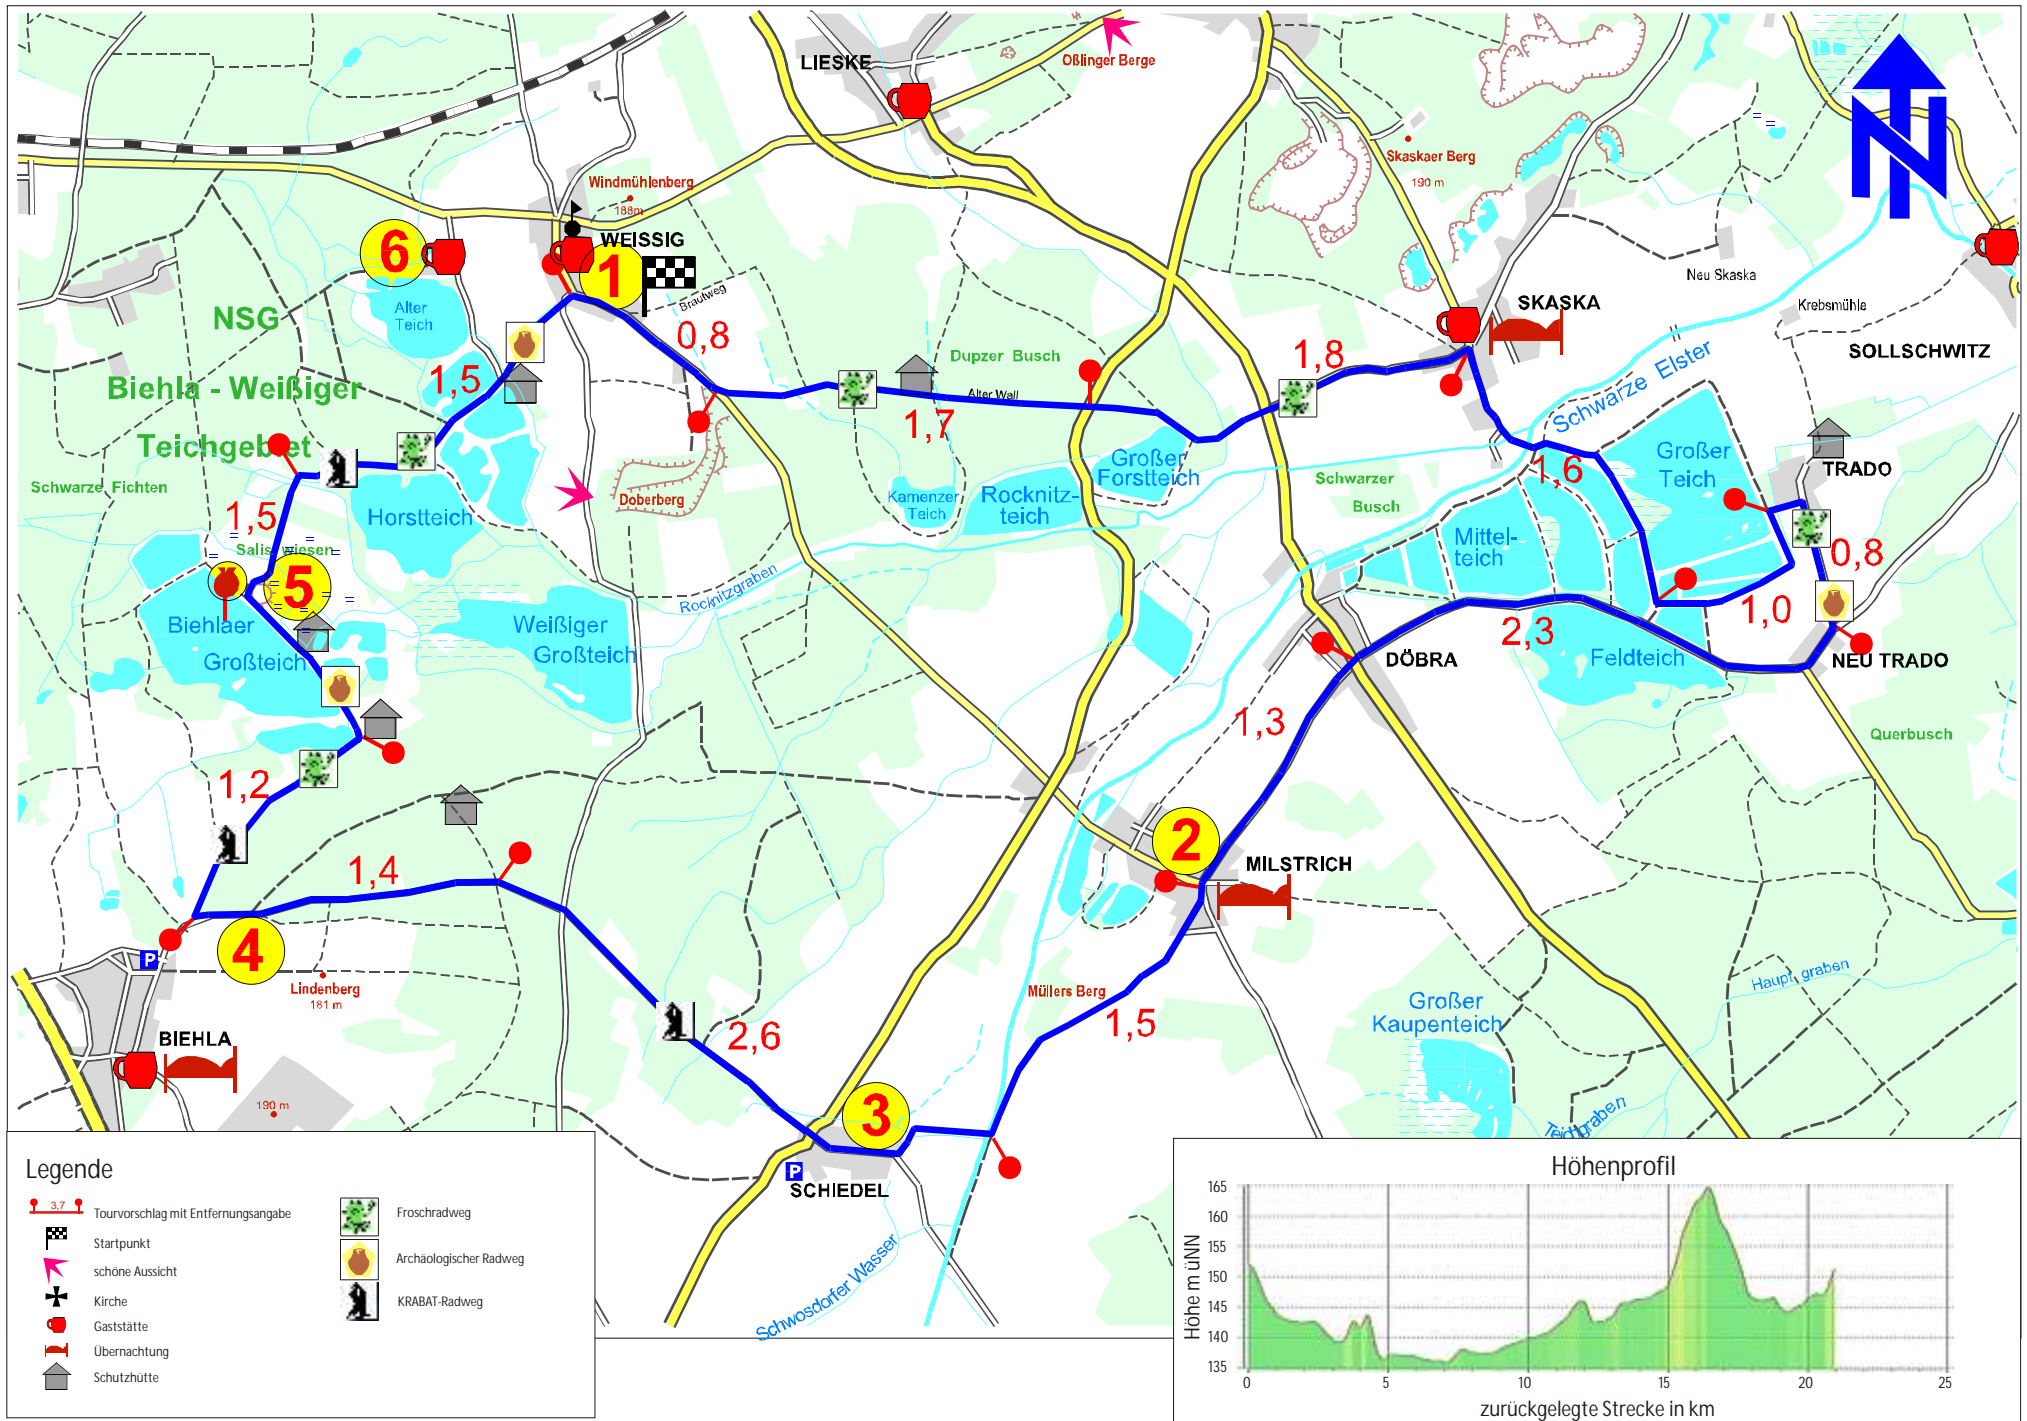 LIESKE
Oßlinger Berge
Skaskaer Berg
190 m
Windmühlenberg
188m
WEISSIG
6
1
Brautweg
Alter
Teich
NSG
Biehla - Weißiger
Teichgebiet
0,8
1,5
Dupzer Busch
Alter Wall
1,7
1,8
SKASKA
Neu Skaska
Krebsmühle
SOLLSCHWITZ
Schwarze Elster
TRADO
Großer
Teich
1,6
Großer
Forstteich
Schwarzer
Busch
Kamenzer
Teich
Rocknitz-
teich
Doberberg
Schwarze Fichten
1,5
Horstteich
Saliswiesen
5
Mittel-
teich
0,8
1,0
2,3
Rocknitzgraben
Biehlaer
Großteich
Weißiger
Großteich
Feldteich
DÖBRA
NEU TRADO
1,3
Querbusch
1,2
1,4
2
MILSTRICH
4
Lindenberg
181 m
P
Müllers Berg
1,5
Großer
Kaupenteich
Hauptgraben
2,6
BIEHLA
190 m
3
P
SCHIEDEL
Teichgraben
Schwosdorfer Wasser
Legende
3,7
Tourvorschlag mit Entfernungsangabe
Startpunkt
schöne Aussicht
Kirche
Gaststätte
Übernachtung
Schutzhütte
Froschradweg
Archäologischer Radweg
KRABAT-Radweg
Höhenprofil
Höhe m üNN
165
160
155
150
145
140
135
0
5
10
15
20
25
zurückgelegte Strecke in km
N